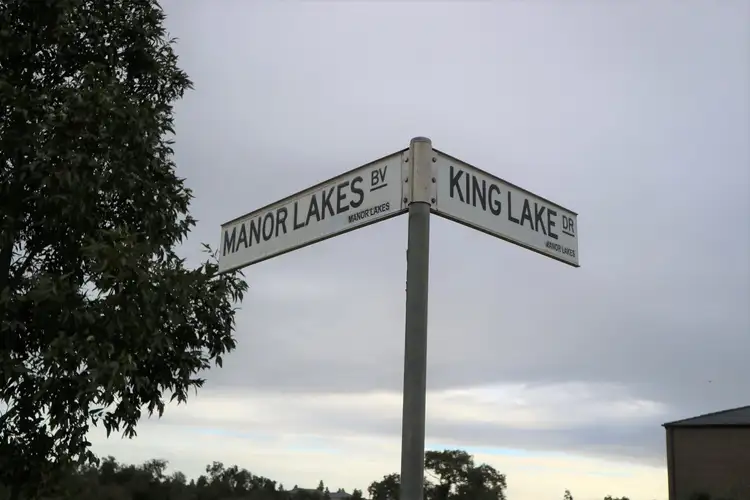 MANOR LAKES BV
MANOR LAKES
KING LAKE DR
MANOR LAKES